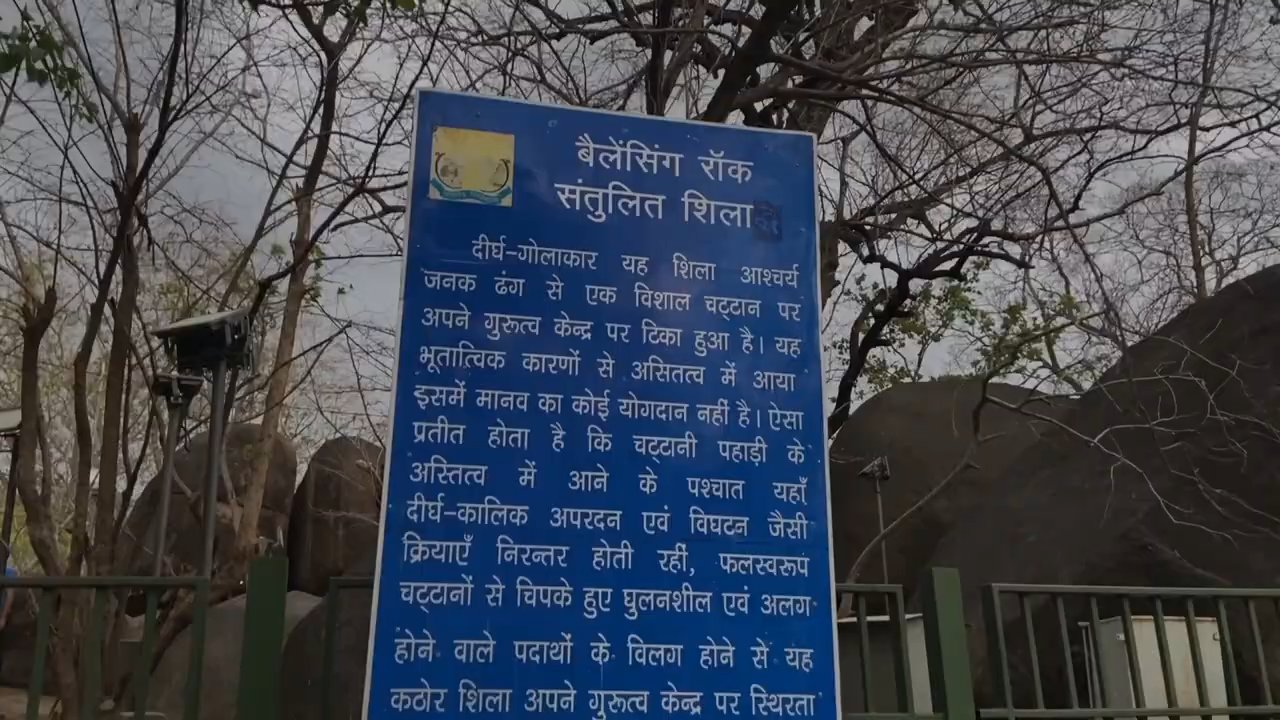 बैलेंसिंग रॉक
संतुलित शिला
दीर्घ-गोलाकार यह शिला आश्चर्य
जनक ढंग से एक विशाल चट्टान पर
अपने गुरूत्व केन्द्र पर टिका हुआ है। यह
भूतात्विक कारणों से असितत्व में आया
इसमें मानव का कोई योगदान नहीं है। ऐसा
प्रतीत होता है कि चट्टानी पहाड़ी के
अस्तित्व में आने के पश्चात यहाँ
दीर्घ-कालिक अपरदन एवं विघटन जैसी
क्रियाएँ निरन्तर होती रहीं, फलस्वरूप
चट्टानों से चिपके हुए घुलनशील एवं अलग
होने वाले पदार्थो के विलग होने से यह
कठोर शिला अपने गुरूत्व केन्द्र पर स्थिरता